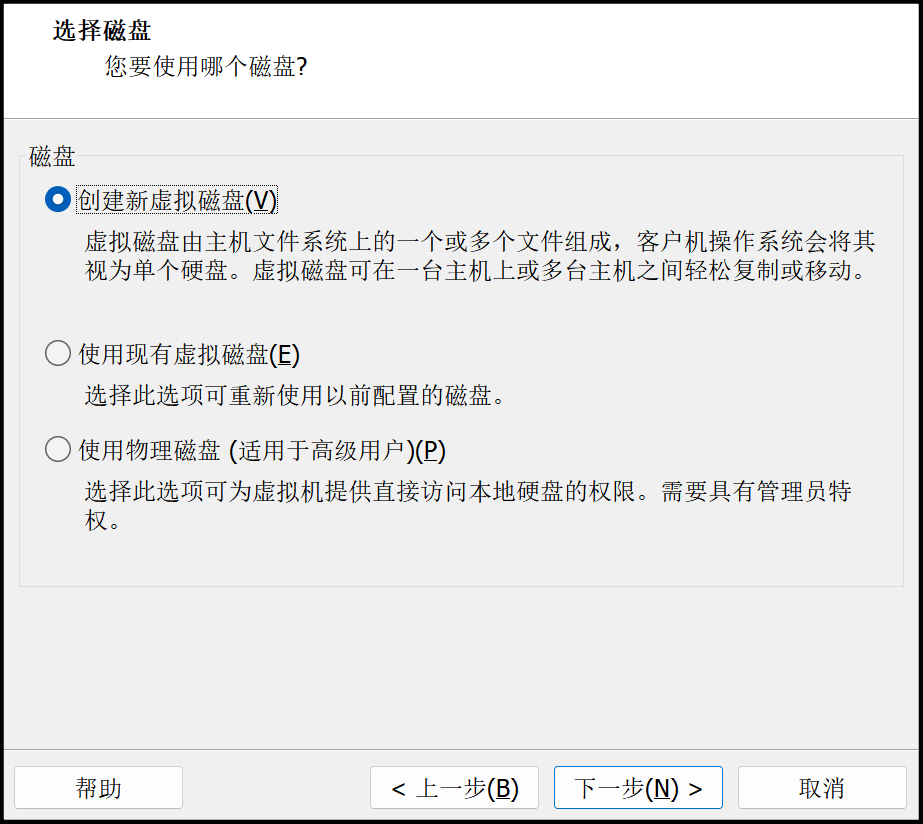 选择磁盘
您要使用哪个磁盘?
磁盘
创建新虚拟磁盘(V)
虚拟磁盘由主机文件系统上的一个或多个文件组成，客户机操作系统会将其
视为单个硬盘。虚拟磁盘可在一台主机上或多台主机之间轻松复制或移动。
使用现有虚拟磁盘(E)
选择此选项可重新使用以前配置的磁盘。
使用物理磁盘 (适用于高级用户)(P)
选择此选项可为虚拟机提供直接访问本地硬盘的权限。需要具有管理员特
权。
帮助
< 上一步(B)
下一步(N) >
取消